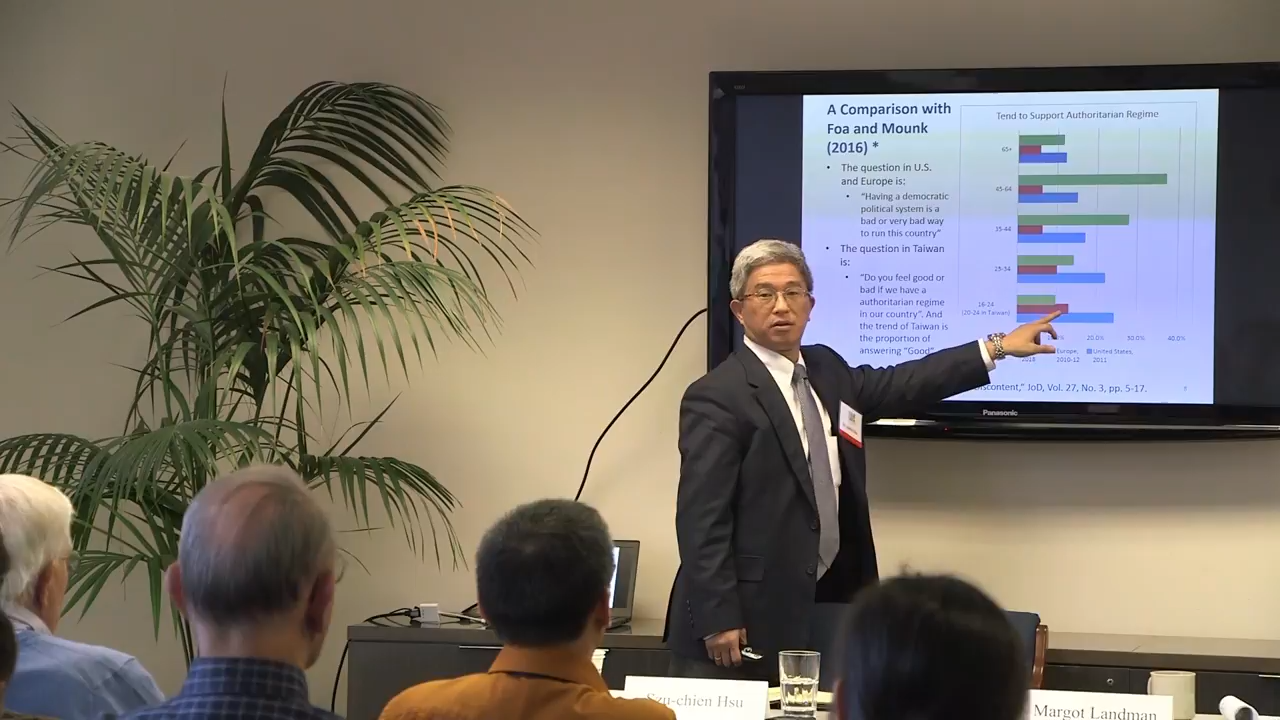 A Comparison with
Foa and Mounk
(2016) *
• The question in U.S.
and Europe is:
• "Having a democratic
political system is a
bad or very bad way
to run this country"
• The question in Taiwan
is:
• "Do you feel good or
bad if we have a
authoritarian regime
in our country". And
the trend of Taiwan is
the proportion of
answering "Good"
Tend to Support Authoritarian Regime
65+
45-64
35-44
25-34
16-24
(20-24 in Taiwan)
20.0%
30.0%
40.0%
Europe,
2010-12
United States,
2011
Discontent," JoD, Vol. 27, No. 3, pp. 5-17.
Panasonic
Szu-chien Hsu
Margot Landman